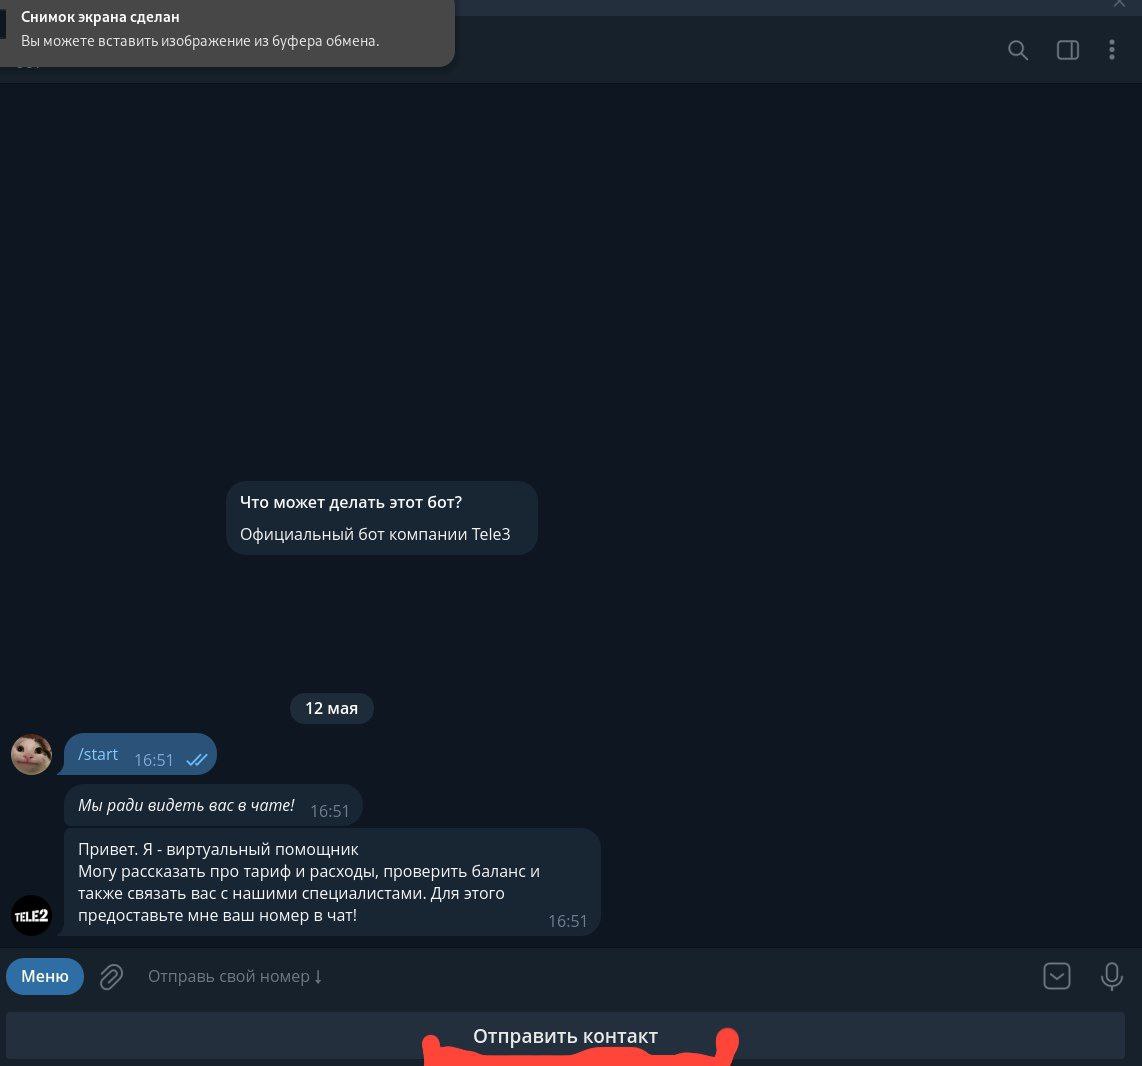 Снимок экрана сделан
Вы можете вставить изображение из буфера обмена.
Что может делать этот бот?
Официальный бот компании Tele3
12 мая
/start 16:51
Мы ради видеть вас в чате! 16:51
Привет. Я - виртуальный помощник
Могу рассказать про тариф и расходы, проверить баланс и
также связать вас с нашими специалистами. Для этого
предоставьте мне ваш номер в чат! 16:51
TELE2
Меню
Отправь свой номер ↓
Отправить контакт